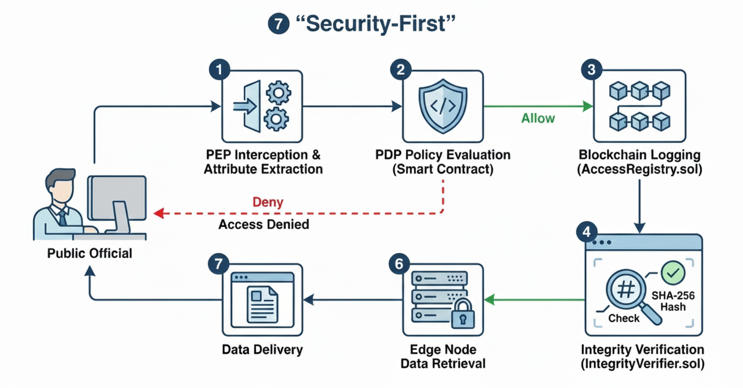 7 “Security-First”
1
PEP Interception &
Attribute Extraction
2
</>
PDP Policy Evaluation
(Smart Contract)
Allow
3
Blockchain Logging
(AccessRegistry.sol)
Deny
Access Denied
Public Official
4
#
Check
SHA-256
Hash
Integrity Verification
(IntegrityVerifier.sol)
6
Edge Node
Data Retrieval
7
Data Delivery